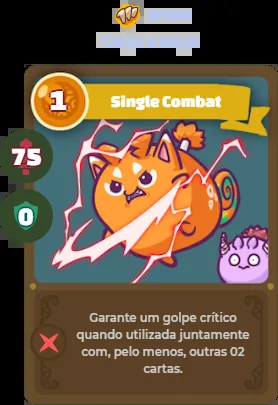 1
Single Combat
75
0
Garante um golpe crítico
quando utilizada juntamente
com, pelo menos, outras 02
cartas.